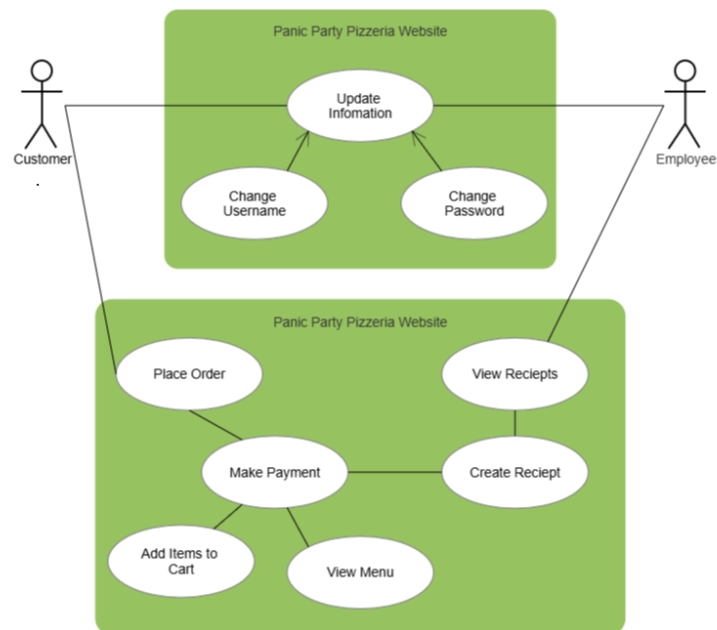 Panic Party Pizzeria Website
Update
Infomation
Customer
Employee
Change
Username
Change
Password
Panic Party Pizzeria Website
Place Order
View Reciepts
Make Payment
Create Reciept
Add Items to
Cart
View Menu